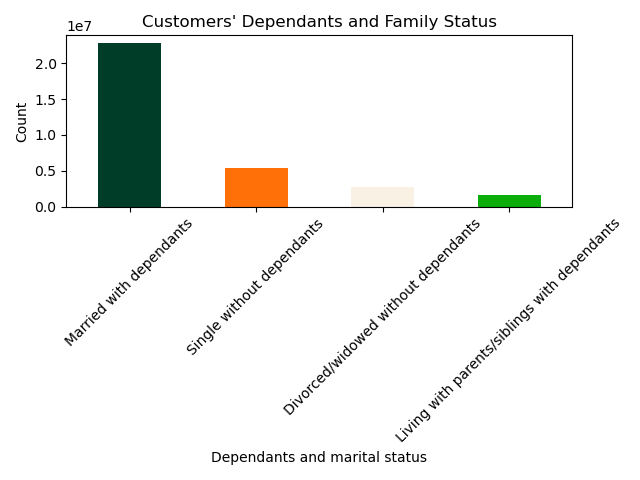 Customers' Dependants and Family Status
1e7
Count
2.0
1.5
1.0
0.5
0.0
Married with dependants
Single without dependants
Divorced/widowed without dependants
Living with parents/siblings with dependants
Dependants and marital status